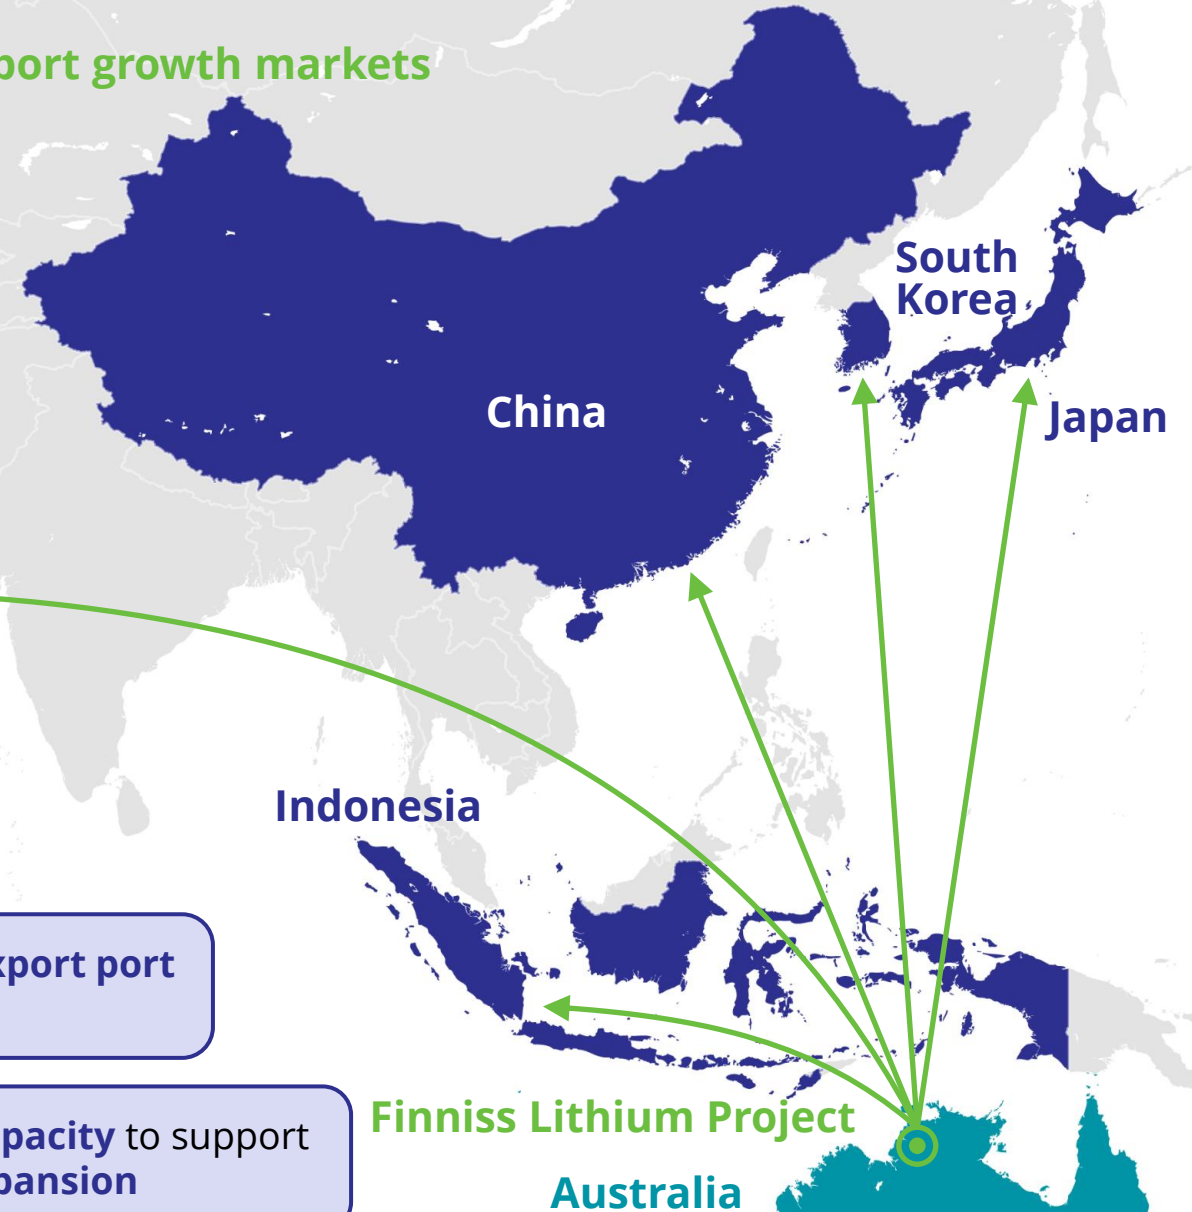 port growth markets
South
Korea
China
Japan
Indonesia
xport port
Finniss Lithium Project
pacity to support
pansion
Australia